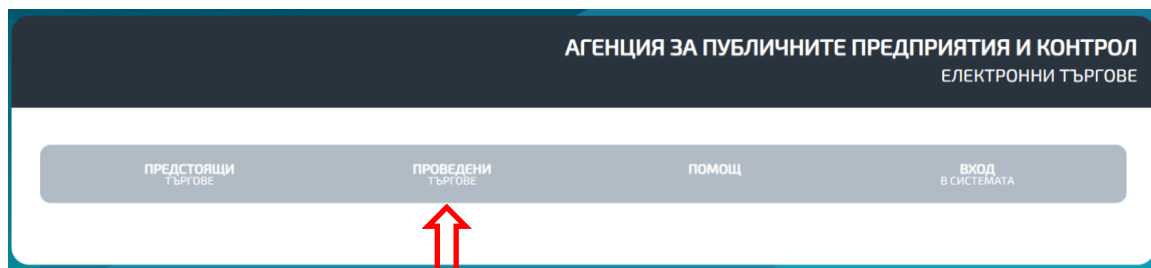 АГЕНЦИЯ ЗА ПУБЛИЧНИТЕ ПРЕДПРИЯТИЯ И КОНТРОЛ
ЕЛЕКТРОННИ ТЪРГОВЕ
ПРЕДСТОЯЩИ
ТЪРГОВЕ
ПРОВЕДЕНИ
ТЪРГОВЕ
ПОМОЩ
ВХОД
В СИСТЕМАТА